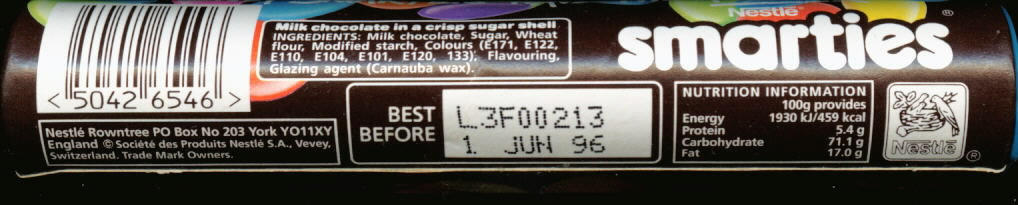 Milk chocolate in a crisp sugar shell
INGREDIENTS: Milk chocolate, Sugar, Wheat
flour, Modified starch, Colours (E171, E122,
E110, E104, E101, E120, 133), Flavouring,
Glazing agent (Carnauba wax).
< 5042 6546 >
Nestlé Rowntree PO Box No 203 York YO11XY
England © Société des Produits Nestlé S.A., Vevey,
Switzerland. Trade Mark Owners.
BEST
BEFORE
L3F00213
1 JUN 96
Nestlé®
smarties®
NUTRITION INFORMATION
100g provides
Energy 1930 kJ/459 kcal
Protein 5.4 g
Carbohydrate 71.1 g
Fat 17.0 g
Nestlé®